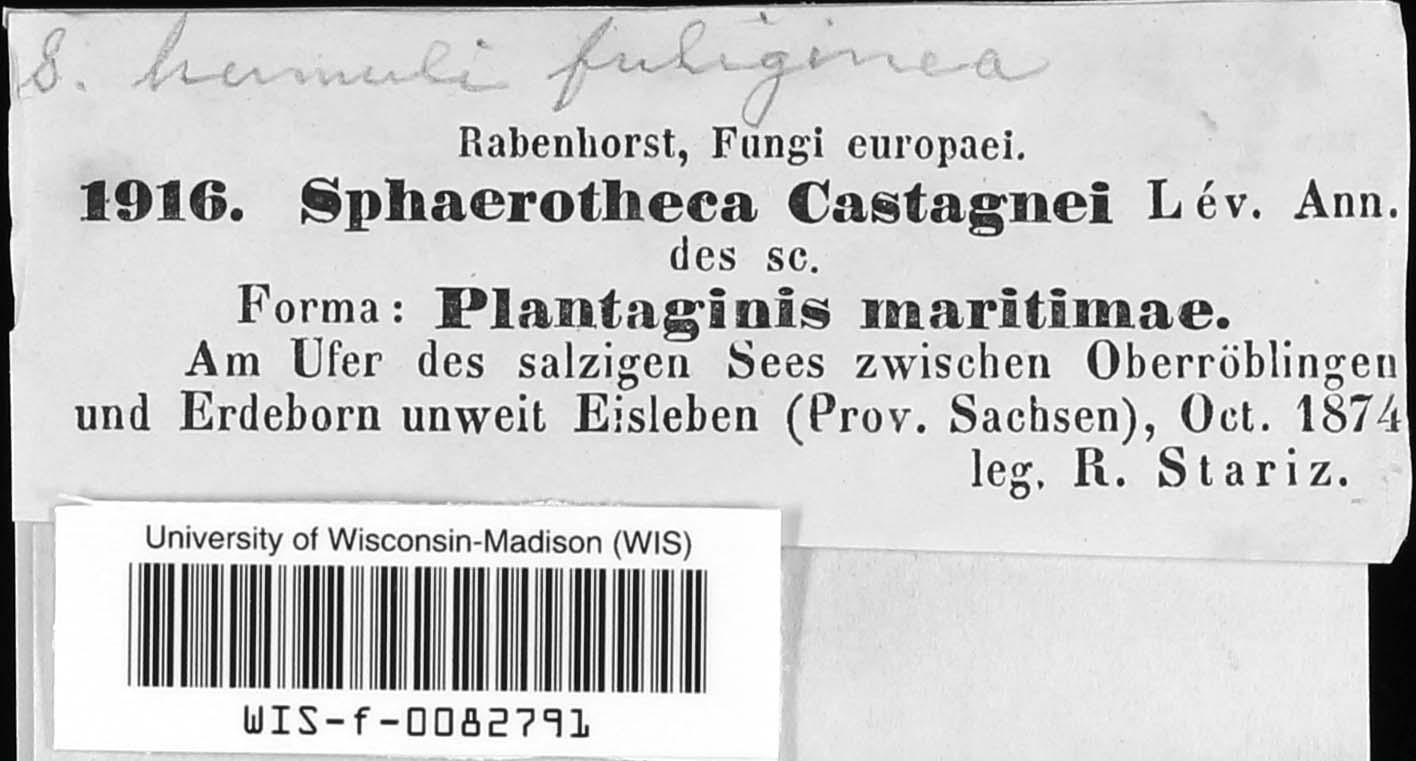 S. humuli fuliginea
Rabenhorst, Fungi europaei.
1916. Sphaerotheca Castagnei Lév. Ann.
des sc.
Forma: Plantaginis maritimae.
Am Ufer des salzigen Sees zwischen Oberröblingen
und Erdeborn unweit Eisleben (Prov. Sachsen), Oct. 1874
leg. R. Stariz.
University of Wisconsin-Madison (WIS)
WIS-f-0082791